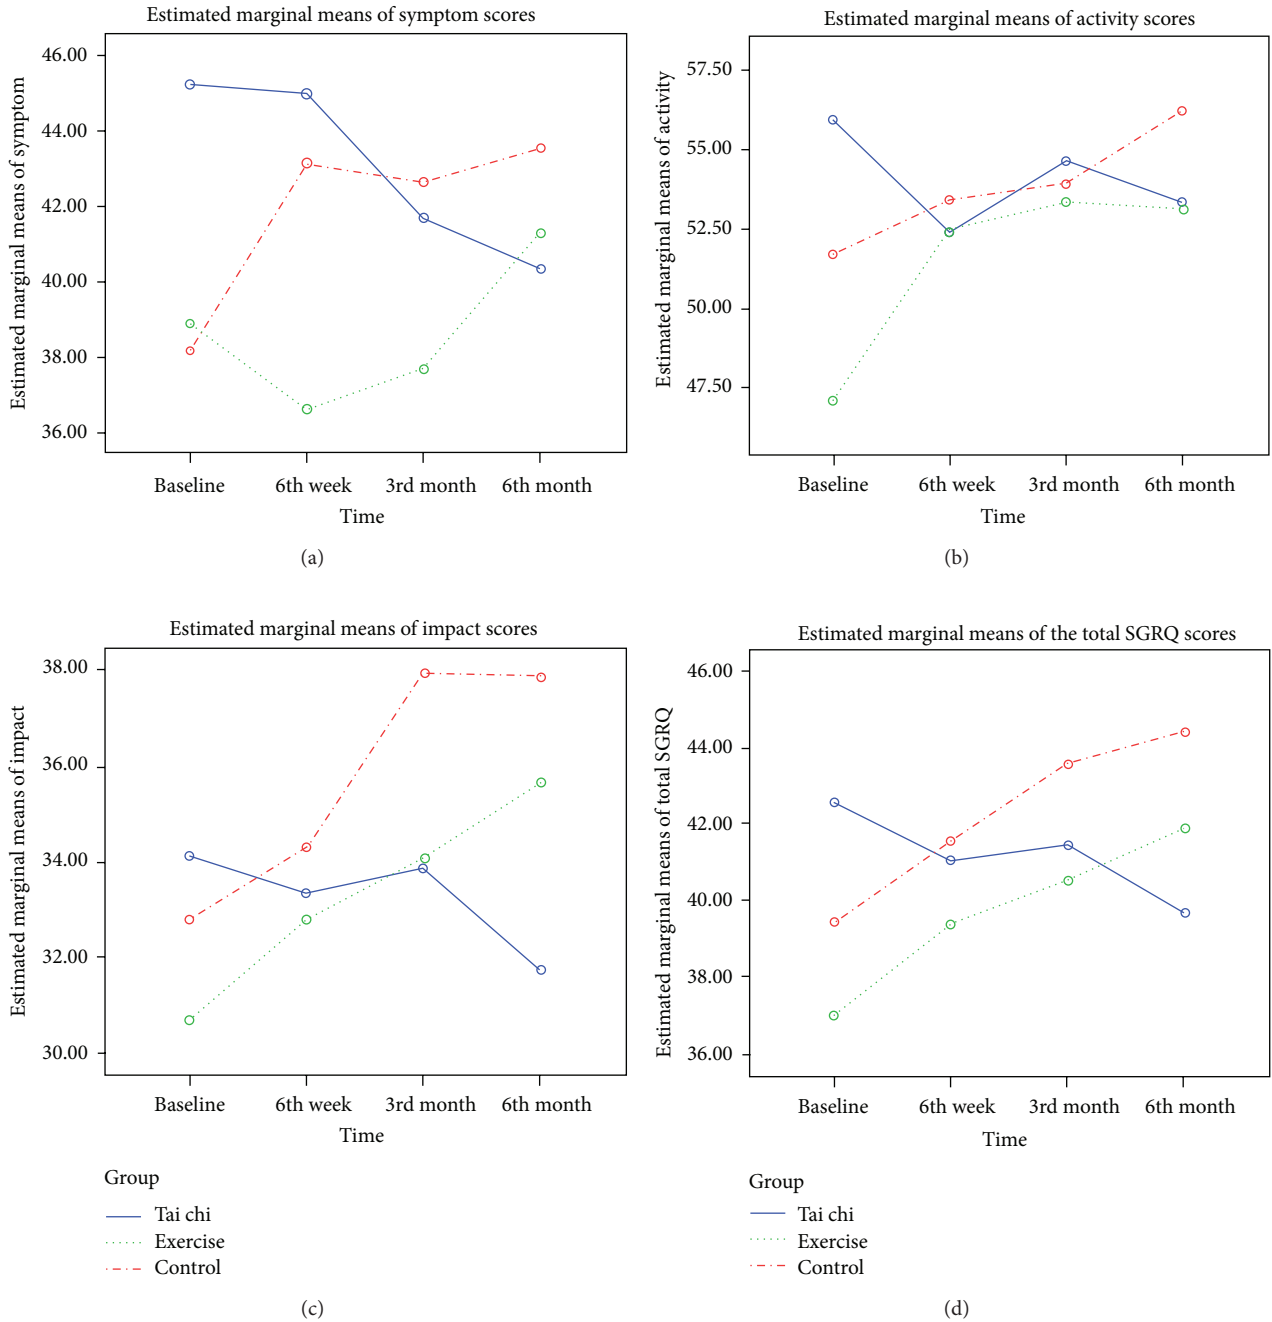 Estimated marginal means of symptom scores
Estimated marginal means of symptom
46.00
44.00
42.00
40.00
38.00
36.00
Baseline
6th week
3rd month
6th month
Time
(a)
Estimated marginal means of activity scores
Estimated marginal means of activity
57.50
55.00
52.50
50.00
47.50
Baseline
6th week
3rd month
6th month
Time
(b)
Estimated marginal means of impact scores
Estimated marginal means of impact
38.00
36.00
34.00
32.00
30.00
Baseline
6th week
3rd month
6th month
Time
Group
Tai chi
Exercise
Control
(c)
Estimated marginal means of the total SGRQ scores
Estimated marginal means of total SGRQ
46.00
44.00
42.00
40.00
38.00
36.00
Baseline
6th week
3rd month
6th month
Time
Group
Tai chi
Exercise
Control
(d)